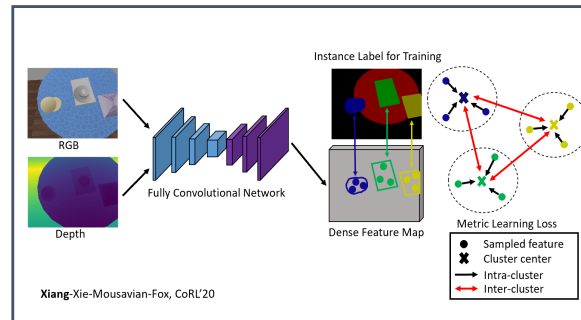 Instance Label for Training
RGB
Fully Convolutional Network
Depth
Dense Feature Map
Metric Learning Loss
Sampled feature
Cluster center
Intra-cluster
Inter-cluster
Xiang-Xie-Mousavian-Fox, CoRL'20